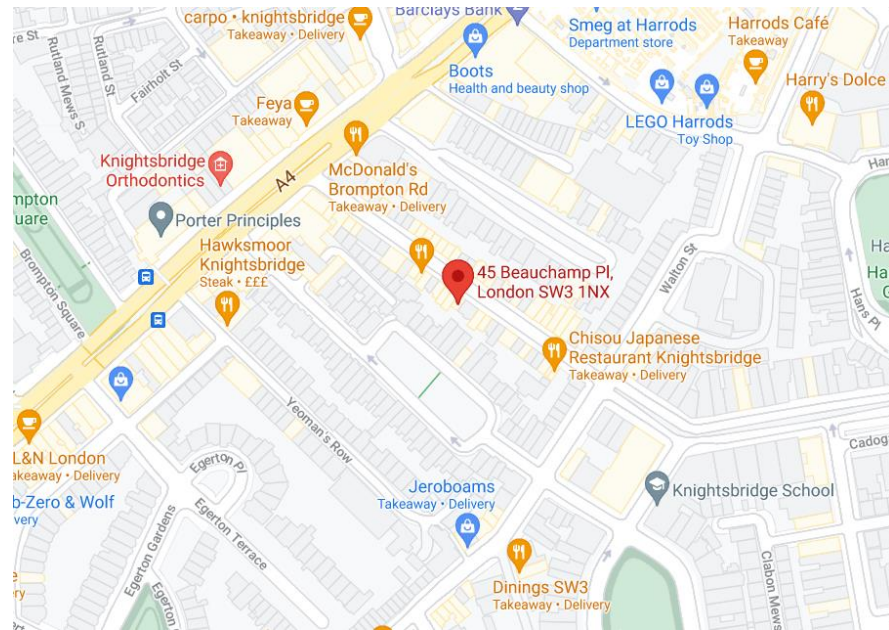 carpo • knightsbridge
Takeaway • Delivery
Barclays Bank
Smeg at Harrods
Department store
Harrods Café
Takeaway
Rutland Mews S
Rutland St
Fairholt St
Boots
Health and beauty shop
Harry's Dolce
Feya
Takeaway
LEGO Harrods
Toy Shop
Knightsbridge
Orthodontics
A4
McDonald's
Brompton Rd
Takeaway • Delivery
Porter Principles
Hawksmoor
Knightsbridge
Steak • £££
Brompton Square
45 Beauchamp Pl,
London SW3 1NX
Walton St
Hans Pl
Chisou Japanese
Restaurant Knightsbridge
Takeaway • Delivery
Yeoman's Row
L&N London
akeaway • Delivery
b-Zero & Wolf
very
Egerton Pl
Egerton Terrace
Egerton Gardens
Jeroboams
Takeaway • Delivery
Knightsbridge School
Cadog
Dinings SW3
Takeaway • Delivery
Clabon Mews